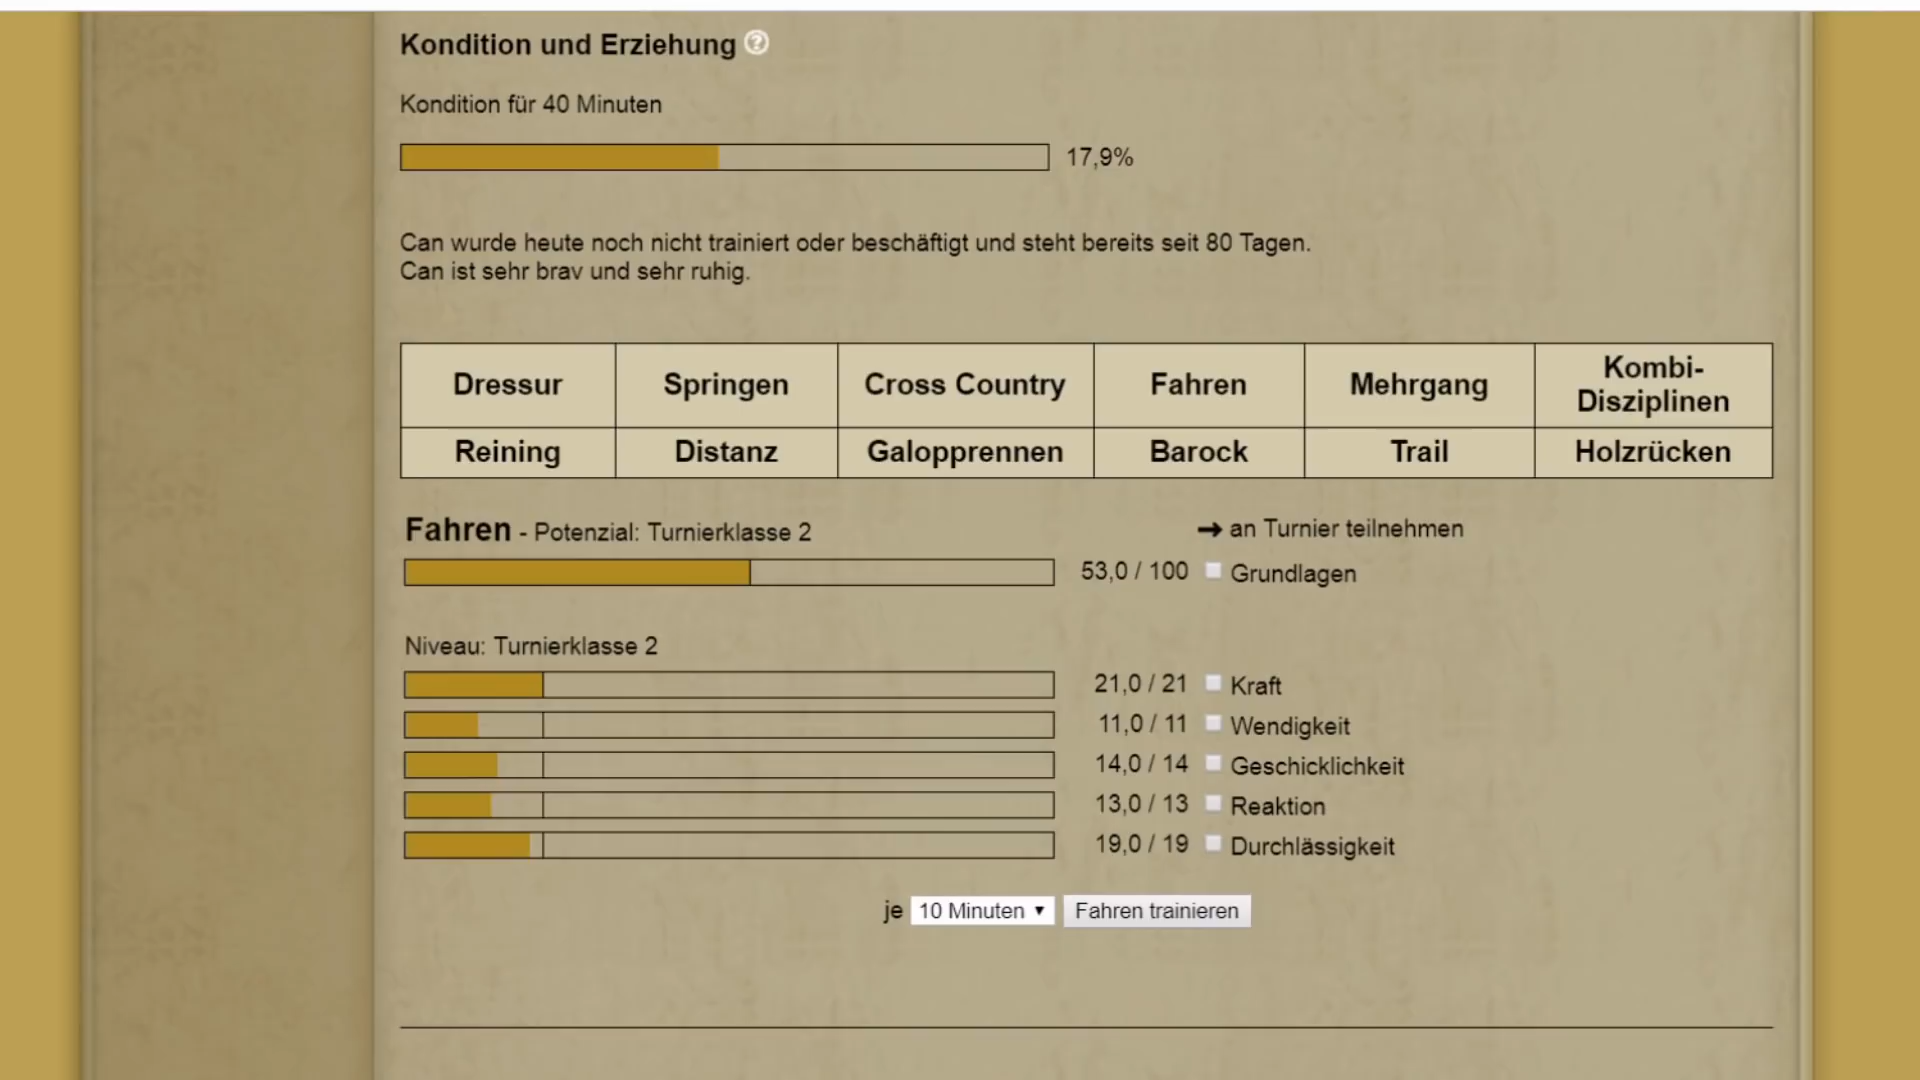 Kondition und Erziehung ?
Kondition für 40 Minuten
17,9%
Can wurde heute noch nicht trainiert oder beschäftigt und steht bereits seit 80 Tagen.
Can ist sehr brav und sehr ruhig.
Dressur Springen Cross Country Fahren Mehrgang Kombi-
Disziplinen
Reining Distanz Galopprennen Barock Trail Holzrücken
Fahren - Potenzial: Turnierklasse 2 ➞ an Turnier teilnehmen
53,0 / 100 Grundlagen
Niveau: Turnierklasse 2
21,0 / 21 Kraft
11,0 / 11 Wendigkeit
14,0 / 14 Geschicklichkeit
13,0 / 13 Reaktion
19,0 / 19 Durchlässigkeit
je 10 Minuten ▼ Fahren trainieren